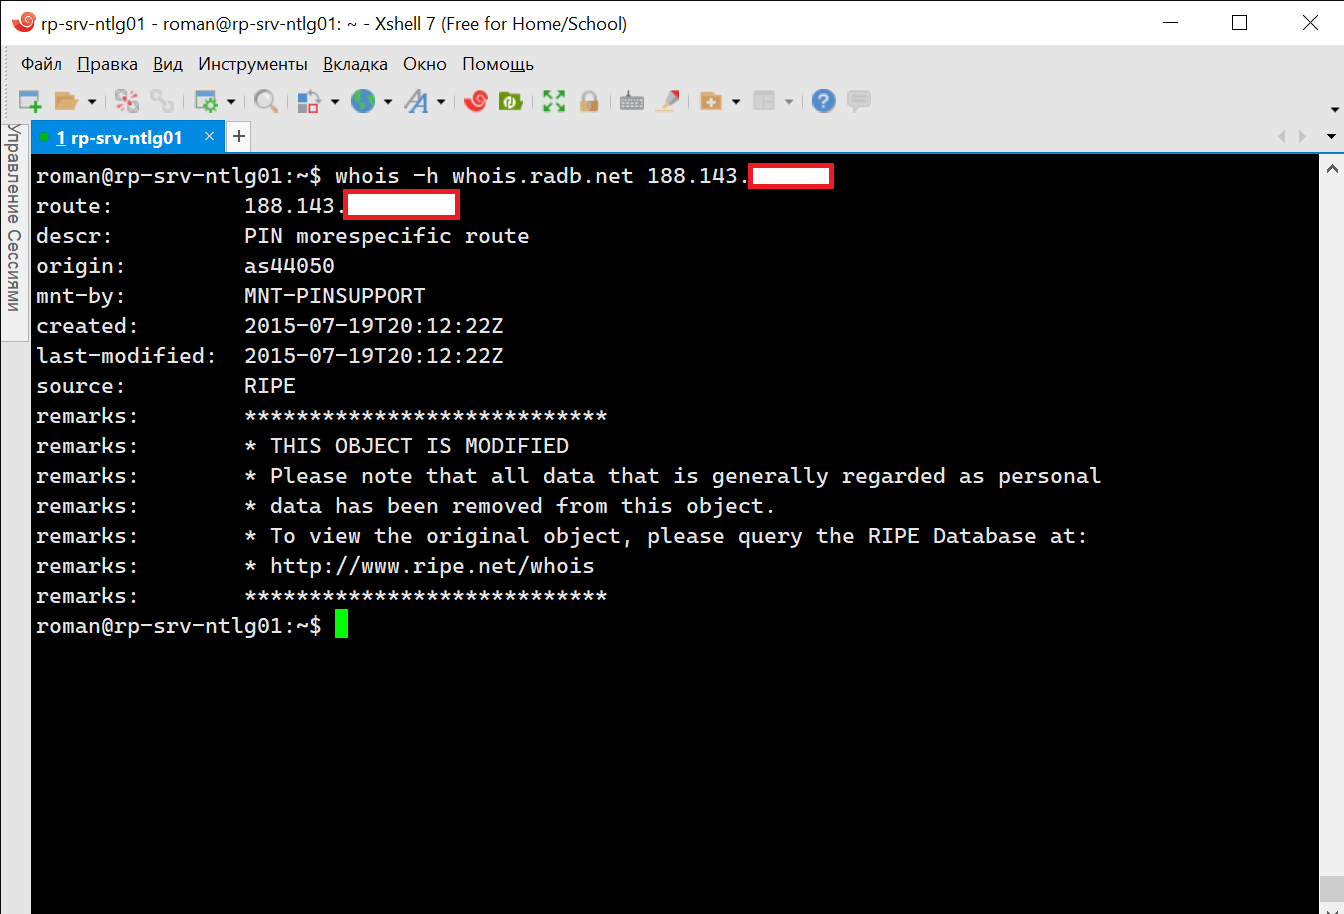 rp-srv-ntlg01 - roman@rp-srv-ntlg01: ~ - Xshell 7 (Free for Home/School)
Файл Правка Вид Инструменты Вкладка Окно Помощь
Управление Сессиями
1 rp-srv-ntlg01 × +
roman@rp-srv-ntlg01:~$ whois -h whois.radb.net 188.143.
route: 188.143.
descr: PIN morespecific route
origin: as44050
mnt-by: MNT-PINSUPPORT
created: 2015-07-19T20:12:22Z
last-modified: 2015-07-19T20:12:22Z
source: RIPE
remarks: ****************************
remarks: * THIS OBJECT IS MODIFIED
remarks: * Please note that all data that is generally regarded as personal
remarks: * data has been removed from this object.
remarks: * To view the original object, please query the RIPE Database at:
remarks: * http://www.ripe.net/whois
remarks: ****************************
roman@rp-srv-ntlg01:~$